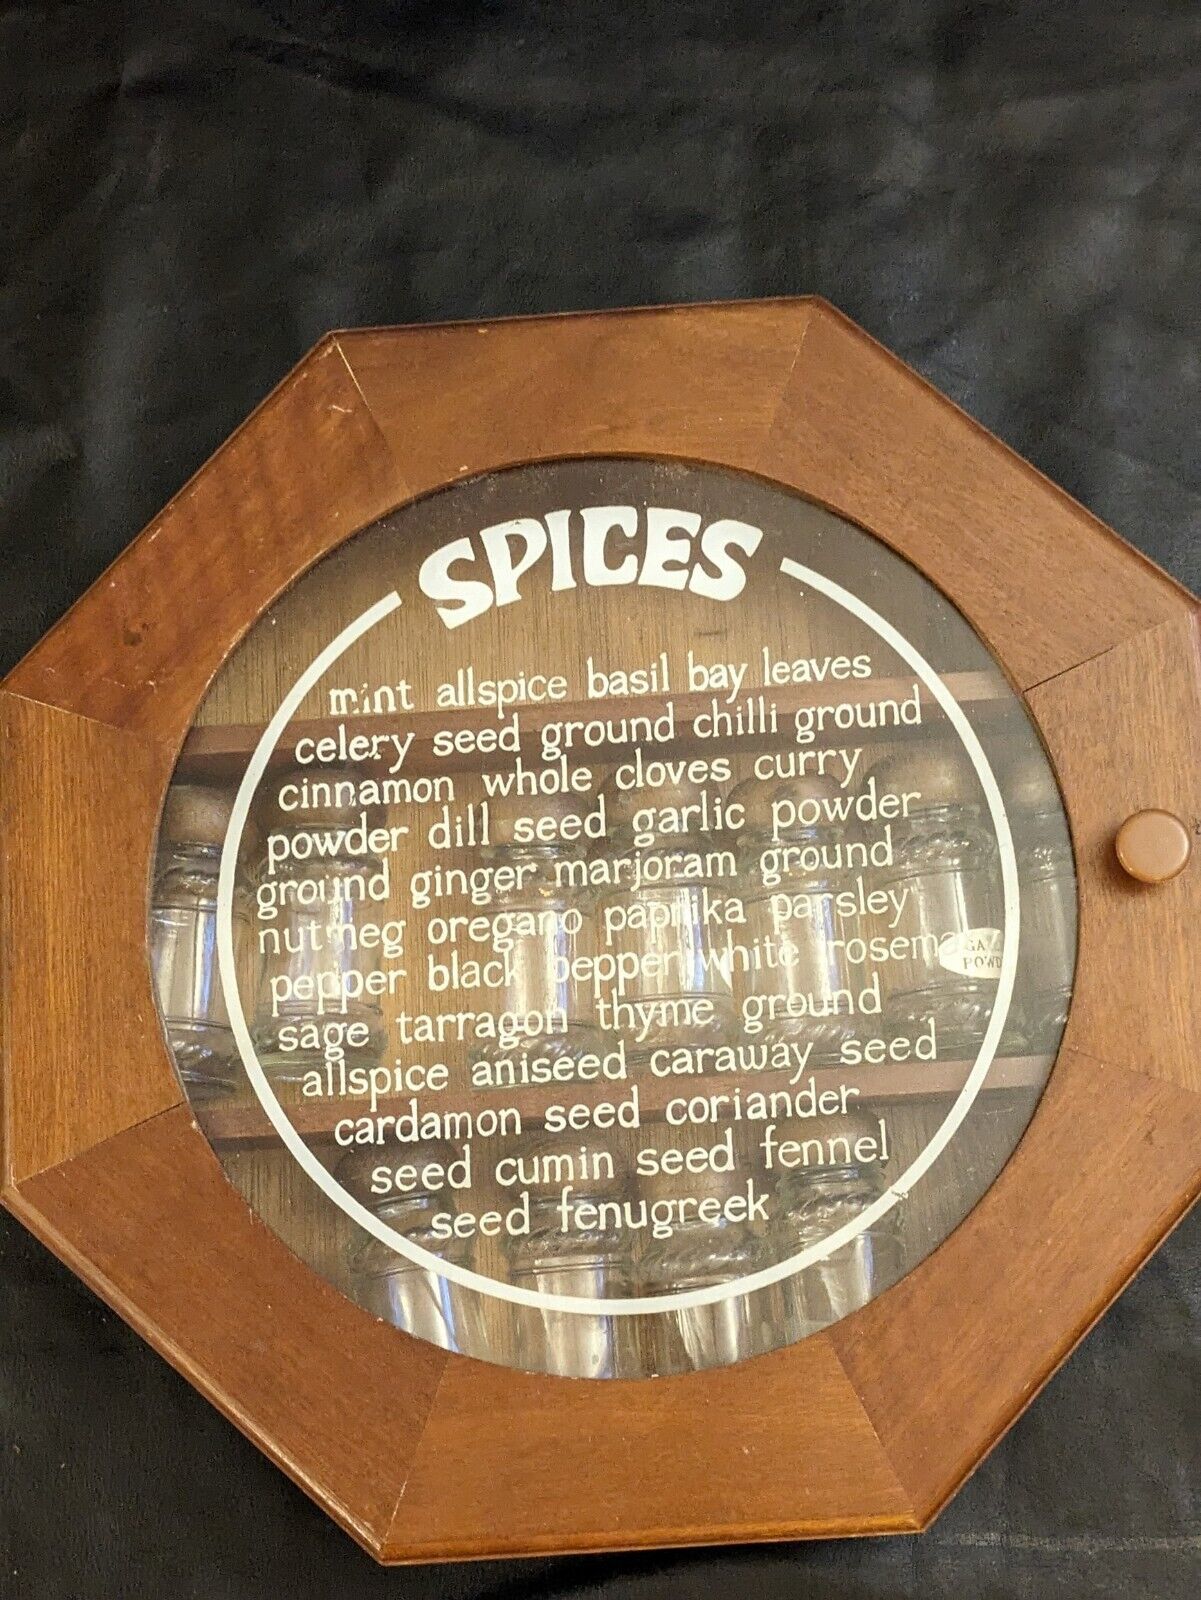 SPICES
mint allspice basil bay leaves
celery seed ground chilli ground
cinnamon whole cloves curry
powder dill seed garlic powder
ground ginger marjoram ground
nutmeg oregano paprika parsley
pepper black pepper white rosema
sage tarragon thyme ground
allspice aniseed caraway seed
cardamon seed coriander
seed cumin seed fennel
seed fenugreek